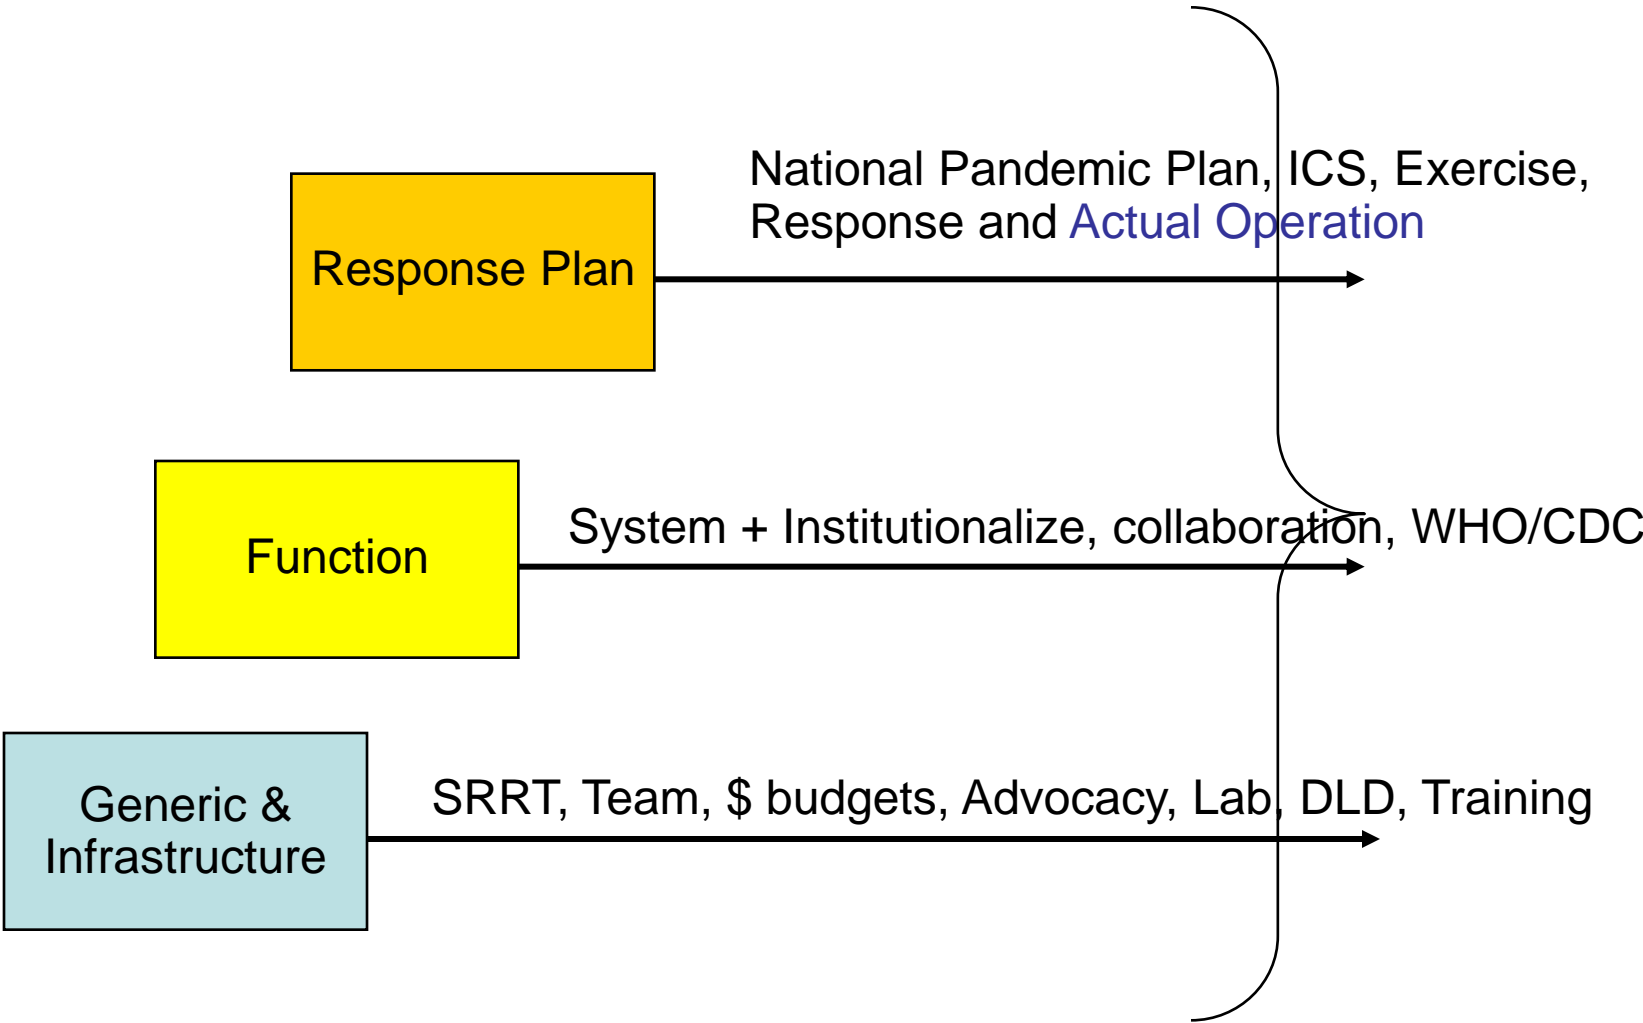 National Pandemic Plan, ICS, Exercise,
Response and Actual Operation
Response Plan
System + Institutionalize, collaboration, WHO/CDC
Function
SRRT, Team, $ budgets, Advocacy, Lab, DLD, Training
Generic &
Infrastructure